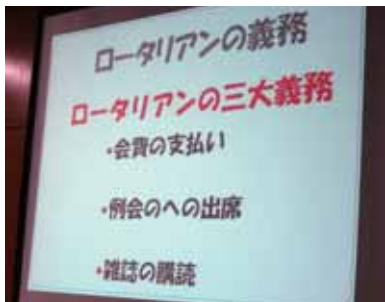 ロータリアンの義務
ロータリアンの三大義務
・会費の支払い
・例会のへの出席
・雑誌の購読